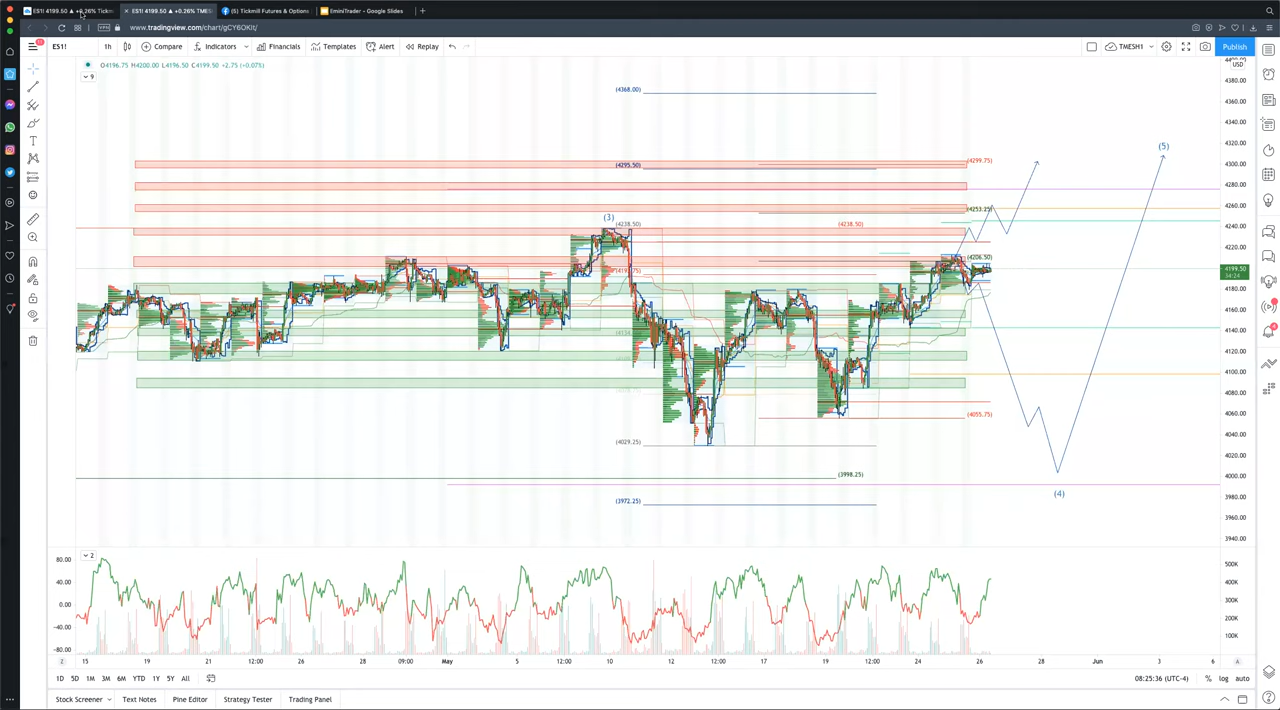 ES1! 4199.50 ▲ +0.26% Tickm
ES1! 4199.50 ▲ +0.26% TMES
(5) Tickmill Futures & Options
EminiTrader - Google Slides
VPN
www.tradingview.com/chart/gCY6OKIt/
11
ES1!
1h
Compare
Indicators
Financials
Templates
Alert
Replay
TMESH1
Publish
O4196.75 H4200.00 L4196.50 C4199.50 +2.75 (+0.07%)
9
USD
4380.00
4360.00
4340.00
4320.00
4300.00
4280.00
4260.00
4240.00
4220.00
4199.50
34:24
4180.00
4160.00
4140.00
4120.00
4100.00
4080.00
4060.00
4040.00
4020.00
4000.00
3980.00
3960.00
3940.00
(4368.00)
(5)
(4295.50)
(4299.75)
(4253.25)
(3)
(4238.50)
(4238.50)
(4206.50)
(4055.75)
(4029.25)
(3998.25)
(4)
(3972.25)
2
80.00
40.00
0.00
−40.00
−80.00
500K
400K
300K
200K
100K
Z
15
19
21
12:00
26
28
09:00
May
5
12:00
10
12
12:00
17
19
12:00
24
26
28
Jun
3
6
A
1D
5D
1M
3M
6M
YTD
1Y
5Y
All
08:25:36 (UTC-4)
%
log
auto
Stock Screener
Text Notes
Pine Editor
Strategy Tester
Trading Panel